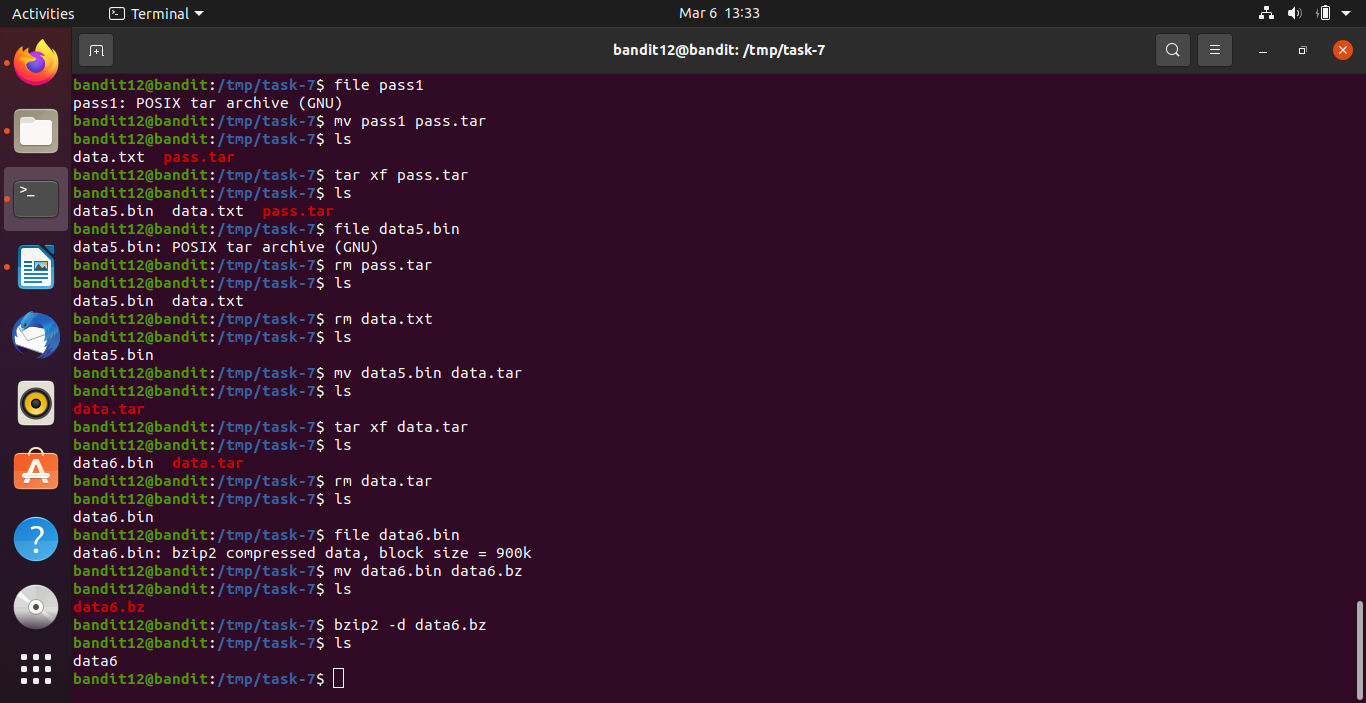 Activities Terminal Mar 6 13:33
bandit12@bandit: /tmp/task-7
bandit12@bandit:/tmp/task-7$ file pass1
pass1: POSIX tar archive (GNU)
bandit12@bandit:/tmp/task-7$ mv pass1 pass.tar
bandit12@bandit:/tmp/task-7$ ls
data.txt  pass.tar
bandit12@bandit:/tmp/task-7$ tar xf pass.tar
bandit12@bandit:/tmp/task-7$ ls
data5.bin  data.txt  pass.tar
bandit12@bandit:/tmp/task-7$ file data5.bin
data5.bin: POSIX tar archive (GNU)
bandit12@bandit:/tmp/task-7$ rm pass.tar
bandit12@bandit:/tmp/task-7$ ls
data5.bin  data.txt
bandit12@bandit:/tmp/task-7$ rm data.txt
bandit12@bandit:/tmp/task-7$ ls
data5.bin
bandit12@bandit:/tmp/task-7$ mv data5.bin data.tar
bandit12@bandit:/tmp/task-7$ ls
data.tar
bandit12@bandit:/tmp/task-7$ tar xf data.tar
bandit12@bandit:/tmp/task-7$ ls
data6.bin  data.tar
bandit12@bandit:/tmp/task-7$ rm data.tar
bandit12@bandit:/tmp/task-7$ ls
data6.bin
bandit12@bandit:/tmp/task-7$ file data6.bin
data6.bin: bzip2 compressed data, block size = 900k
bandit12@bandit:/tmp/task-7$ mv data6.bin data6.bz
bandit12@bandit:/tmp/task-7$ ls
data6.bz
bandit12@bandit:/tmp/task-7$ bzip2 -d data6.bz
bandit12@bandit:/tmp/task-7$ ls
data6
bandit12@bandit:/tmp/task-7$